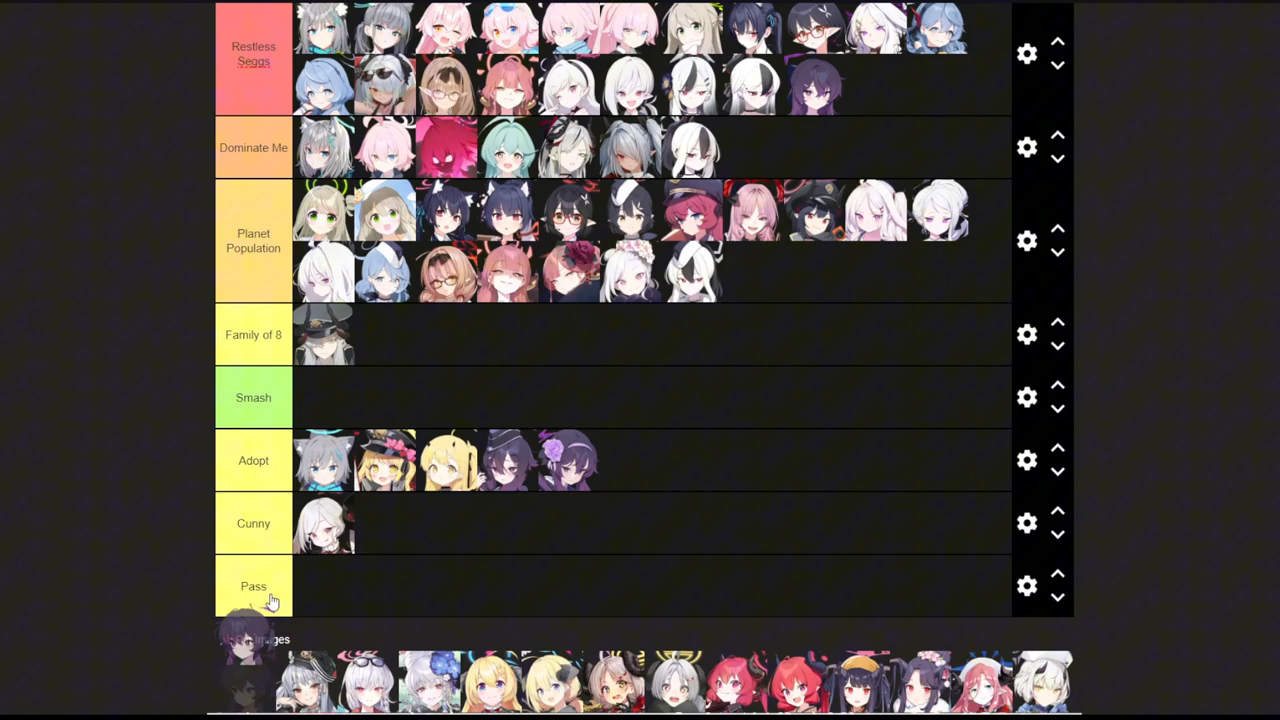 Restless
Seggs
Dominate Me
Planet
Population
Family of 8
Smash
Adopt
Cunny
Pass